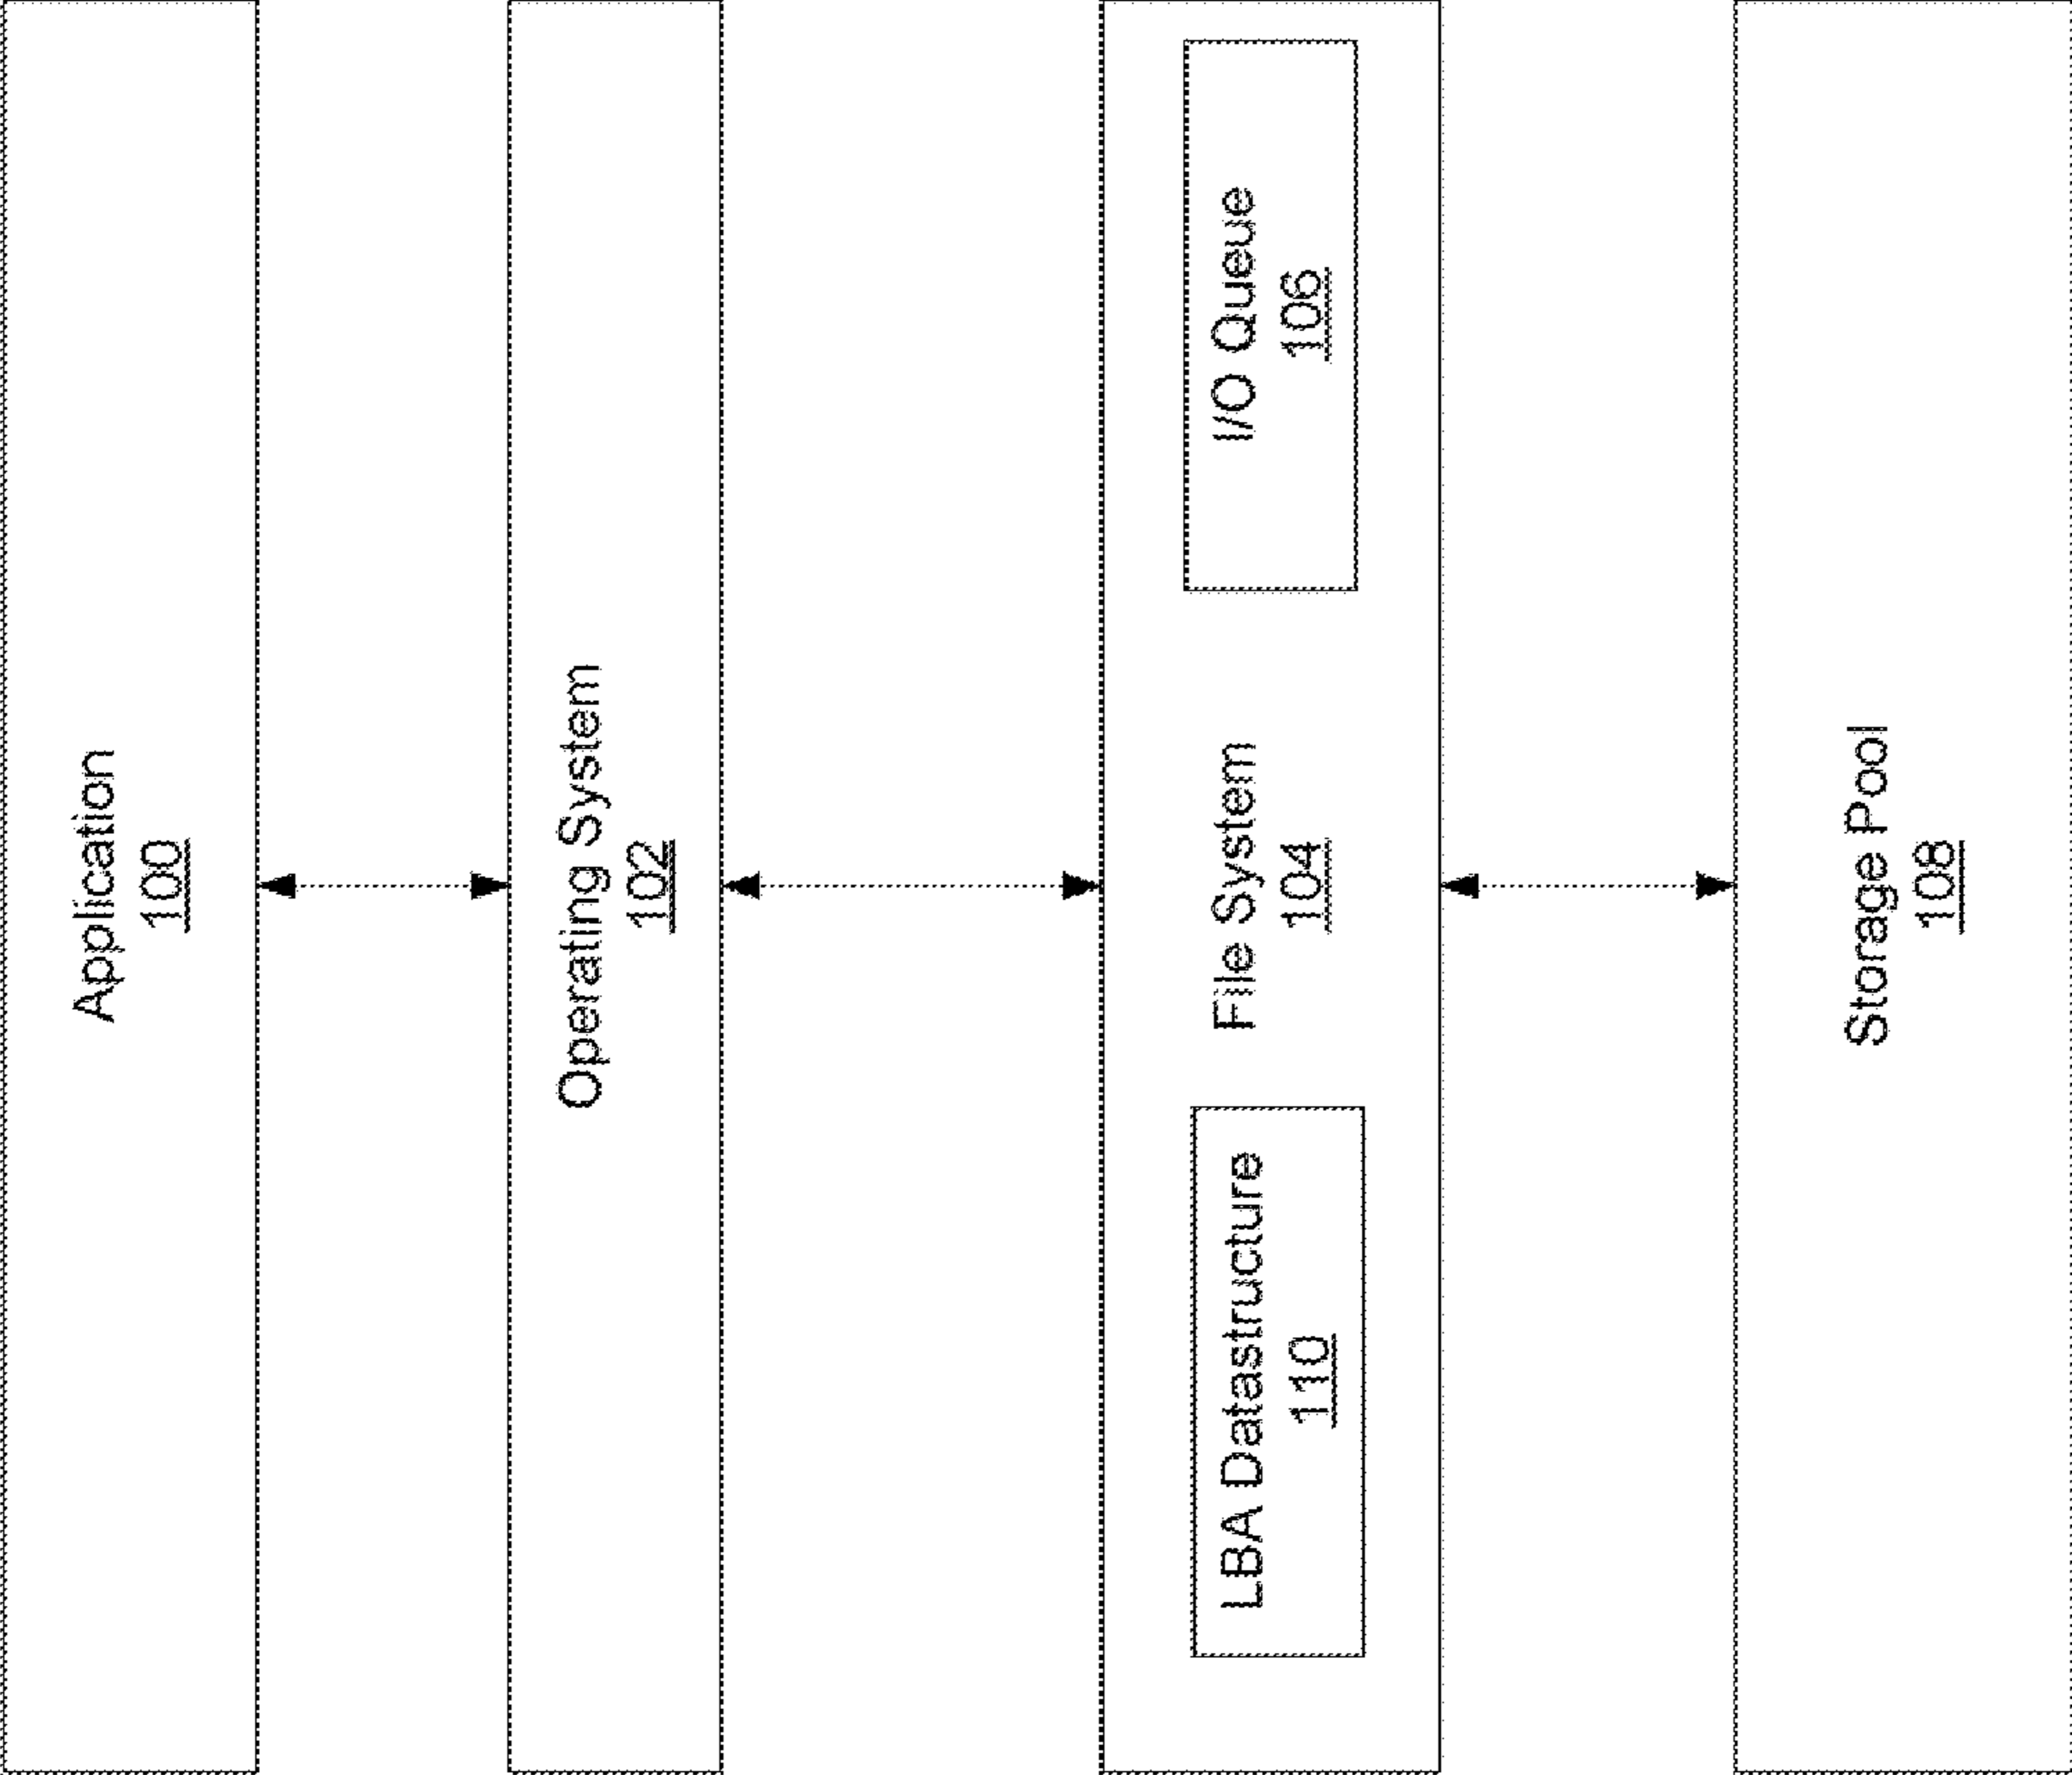 Application
100
Operating System
102
LBA Datastructure
110
File System
104
I/O Queue
106
Storage Pool
108